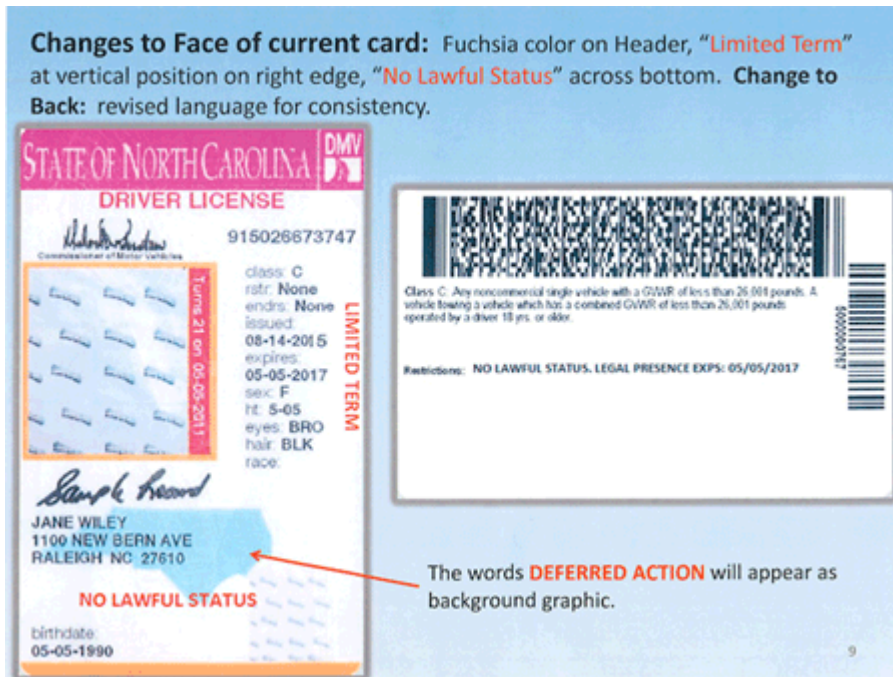 Changes to Face of current card: Fuchsia color on Header, “Limited Term”
at vertical position on right edge, “No Lawful Status” across bottom. Change to
Back: revised language for consistency.
STATE OF NORTH CAROLINA DMV
DRIVER LICENSE
915026673747
Commissioner of Motor Vehicles
Turns 21 on 05-05-2011
class: C
rstr: None
endrs: None
issued:
08-14-2015
expires:
05-05-2017
sex: F
ht: 5-05
eyes: BRO
hair: BLK
race:
LIMITED TERM
Sample Record
JANE WILEY
1100 NEW BERN AVE
RALEIGH NC 27610
NO LAWFUL STATUS
birthdate:
05-05-1990
Class C: Any noncommercial single vehicle with a GVWR of less than 26,001 pounds. A
vehicle towing a vehicle which has a combined GVWR of less than 26,001 pounds
operated by a driver 18 yrs. or older.
Restrictions: NO LAWFUL STATUS. LEGAL PRESENCE EXPS: 05/05/2017
The words DEFERRED ACTION will appear as
background graphic.
9